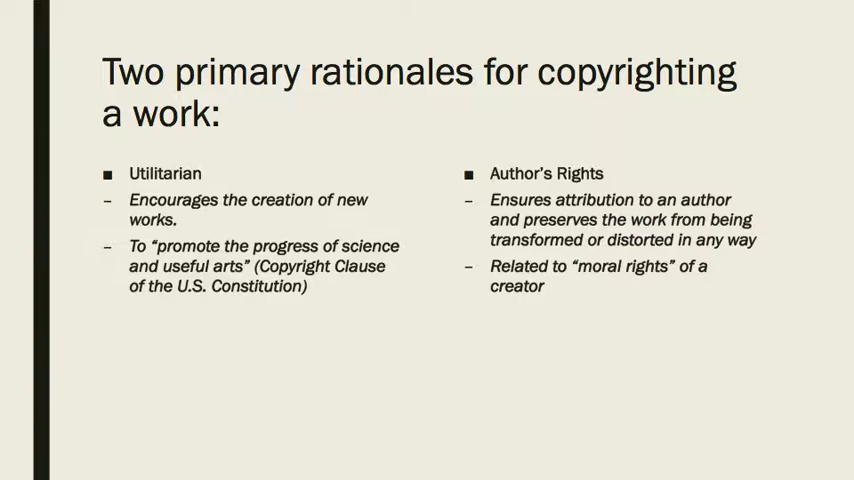 Two primary rationales for copyrighting
a work:
■ Utilitarian
– Encourages the creation of new
works.
– To “promote the progress of science
and useful arts” (Copyright Clause
of the U.S. Constitution)
■ Author’s Rights
– Ensures attribution to an author
and preserves the work from being
transformed or distorted in any way
– Related to “moral rights” of a
creator